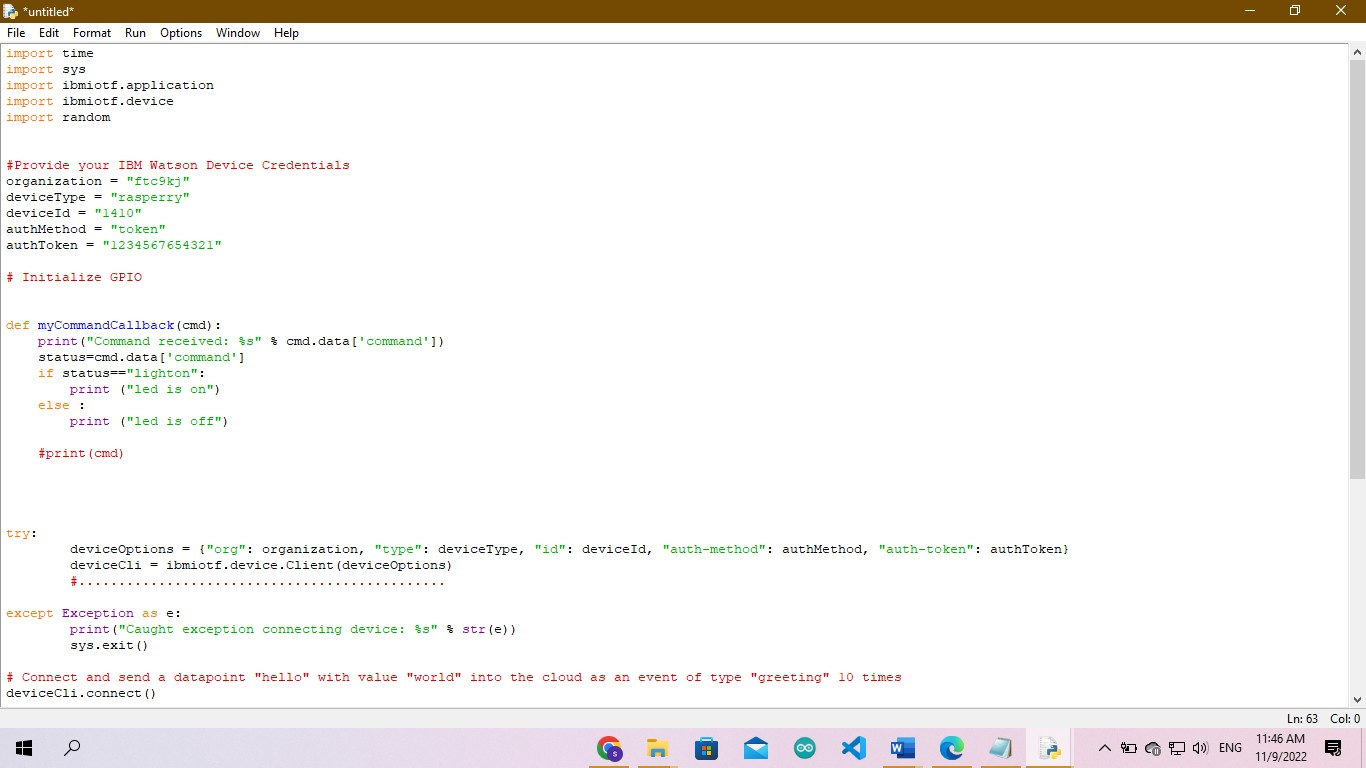 *untitled*
File Edit Format Run Options Window Help
import time
import sys
import ibmiotf.application
import ibmiotf.device
import random
#Provide your IBM Watson Device Credentials
organization = "ftc9kj"
deviceType = "rasperry"
deviceId = "1410"
authMethod = "token"
authToken = "1234567654321"
# Initialize GPIO
def myCommandCallback(cmd):
    print("Command received: %s" % cmd.data['command'])
    status=cmd.data['command']
    if status=="lighton":
        print ("led is on")
    else :
        print ("led is off")
    #print(cmd)
try:
        deviceOptions = {"org": organization, "type": deviceType, "id": deviceId, "auth-method": authMethod, "auth-token": authToken}
        deviceCli = ibmiotf.device.Client(deviceOptions)
        #..............................................
except Exception as e:
        print("Caught exception connecting device: %s" % str(e))
        sys.exit()
# Connect and send a datapoint "hello" with value "world" into the cloud as an event of type "greeting" 10 times
deviceCli.connect()
Ln: 63 Col: 0
ENG
11:46 AM
11/9/2022